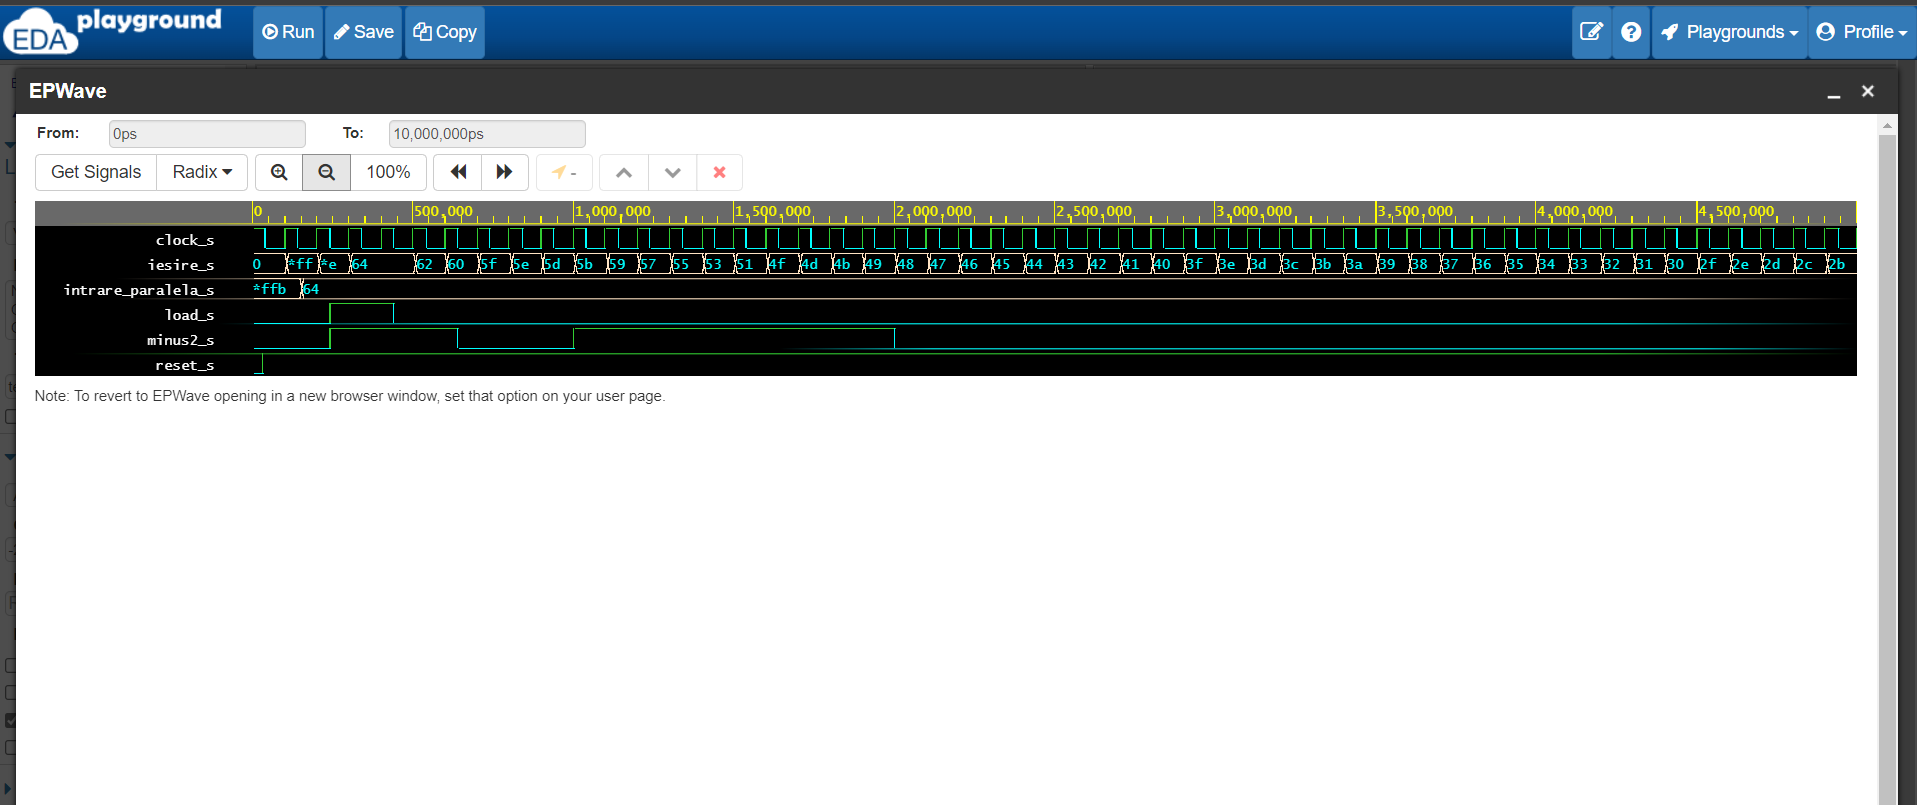 EDA playground Run Save Copy Playgrounds Profile
EPWave
From: 0ps To: 10,000,000ps
Get Signals Radix 100% -
0 500,000 1,000,000 1,500,000 2,000,000 2,500,000 3,000,000 3,500,000 4,000,000 4,500,000
clock_s
iesire_s 0 *ff *e 64 62 60 5f 5e 5d 5b 59 57 55 53 51 4f 4d 4b 49 48 47 46 45 44 43 42 41 40 3f 3e 3d 3c 3b 3a 39 38 37 36 35 34 33 32 31 30 2f 2e 2d 2c 2b
intrare_paralela_s *ffb 64
load_s
minus2_s
reset_s
Note: To revert to EPWave opening in a new browser window, set that option on your user page.